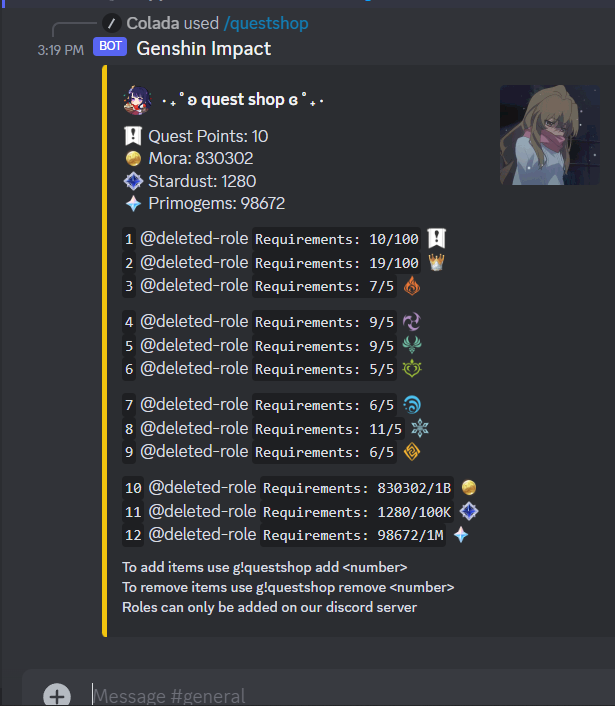 Colada used /questshop
3:19 PM BOT Genshin Impact
·₊˚ʚ quest shop ɞ˚₊·
Quest Points: 10
Mora: 830302
Stardust: 1280
Primogems: 98672
1 @deleted-role Requirements: 10/100
2 @deleted-role Requirements: 19/100
3 @deleted-role Requirements: 7/5
4 @deleted-role Requirements: 9/5
5 @deleted-role Requirements: 9/5
6 @deleted-role Requirements: 5/5
7 @deleted-role Requirements: 6/5
8 @deleted-role Requirements: 11/5
9 @deleted-role Requirements: 6/5
10 @deleted-role Requirements: 830302/1B
11 @deleted-role Requirements: 1280/100K
12 @deleted-role Requirements: 98672/1M
To add items use g!questshop add <number>
To remove items use g!questshop remove <number>
Roles can only be added on our discord server
Message #general